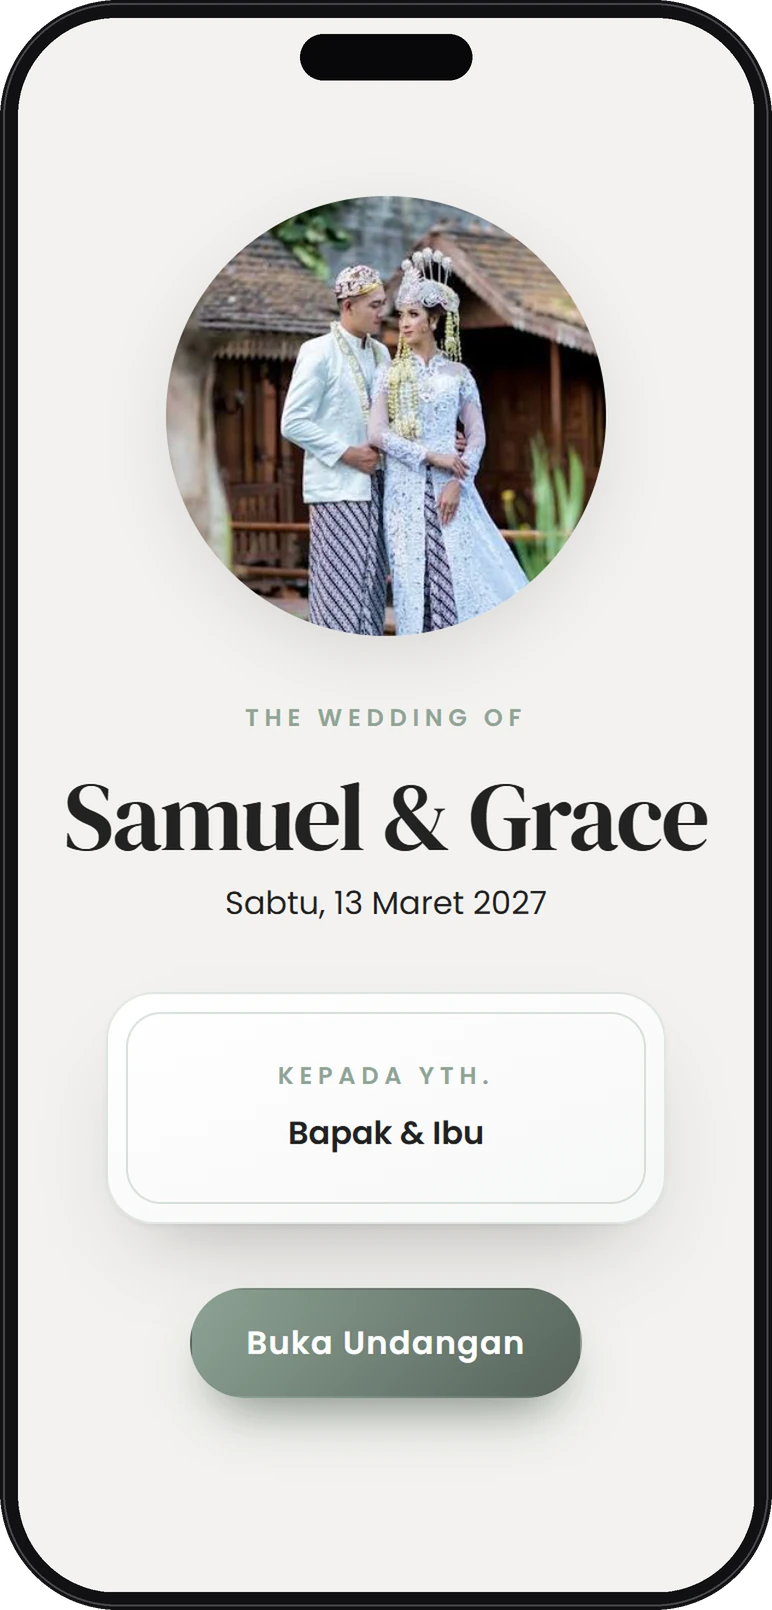 THE WEDDING OF
Samuel & Grace
Sabtu, 13 Maret 2027
KEPADA YTH.
Bapak & Ibu
Buka Undangan